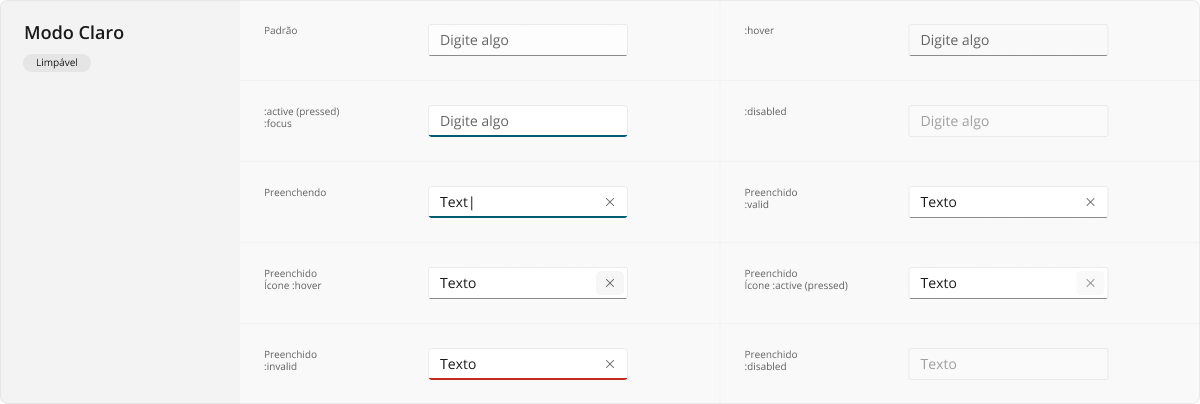 Modo Claro
Limpável
Padrão
Digite algo
:hover
Digite algo
:active (pressed)
:focus
Digite algo
:disabled
Digite algo
Preenchendo
Text|
Preenchido
:valid
Texto
Preenchido
Ícone :hover
Texto
Preenchido
Ícone :active (pressed)
Texto
Preenchido
:invalid
Texto
Preenchido
:disabled
Texto